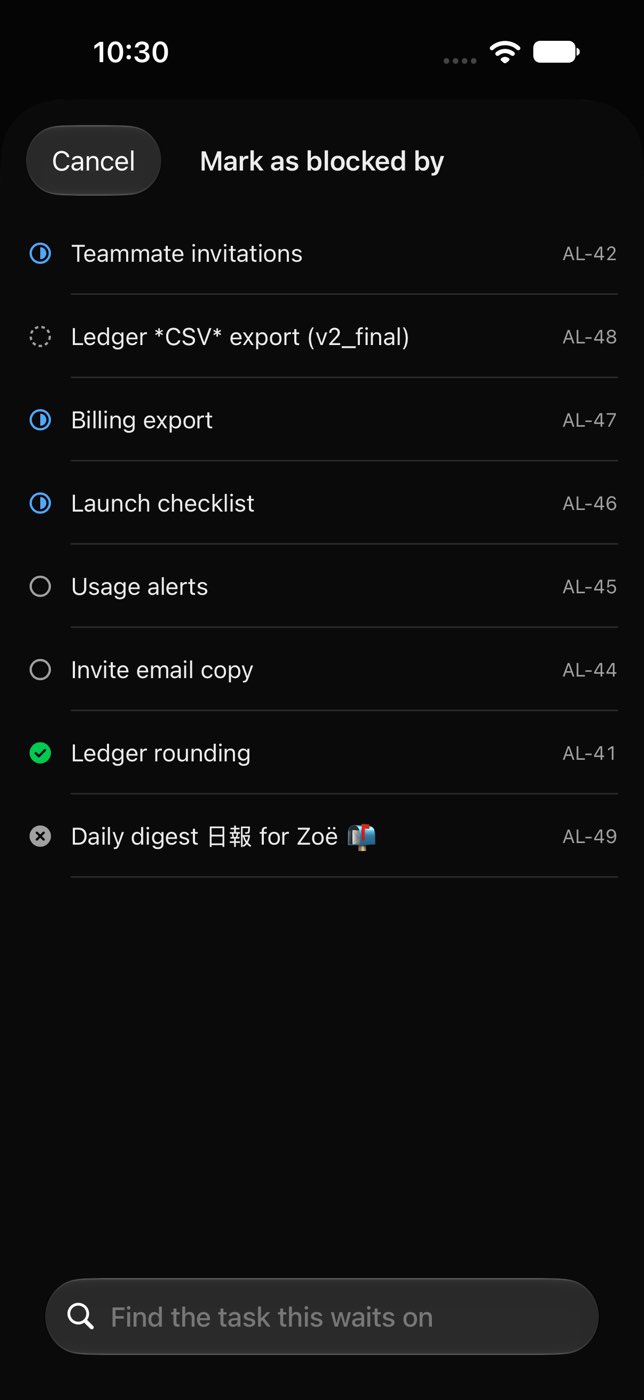 10:30
Cancel
Mark as blocked by
Teammate invitations AL-42
Ledger *CSV* export (v2_final) AL-48
Billing export AL-47
Launch checklist AL-46
Usage alerts AL-45
Invite email copy AL-44
Ledger rounding AL-41
Daily digest 日報 for Zoë 📬 AL-49
Find the task this waits on